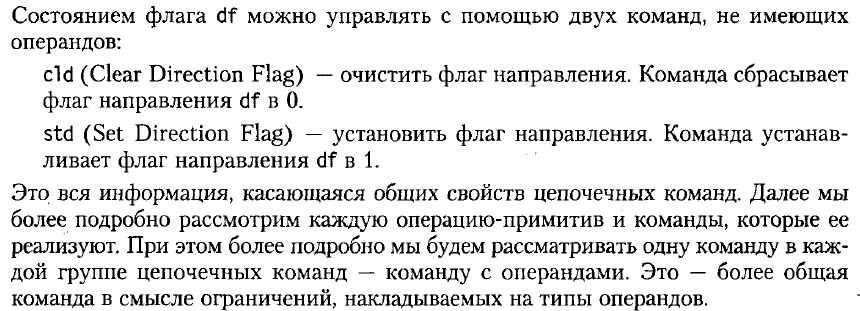 Состоянием флага df можно управлять с помощью двух команд, не имеющих
операндов:
cld (Clear Direction Flag) — очистить флаг направления. Команда сбрасывает
флаг направления df в 0.
std (Set Direction Flag) — установить флаг направления. Команда устанав-
ливает флаг направления df в 1.
Это вся информация, касающаяся общих свойств цепочечных команд. Далее мы
более подробно рассмотрим каждую операцию-примитив и команды, которые ее
реализуют. При этом более подробно мы будем рассматривать одну команду в каж-
дой группе цепочечных команд — команду с операндами. Это — более общая
команда в смысле ограничений, накладываемых на типы операндов.